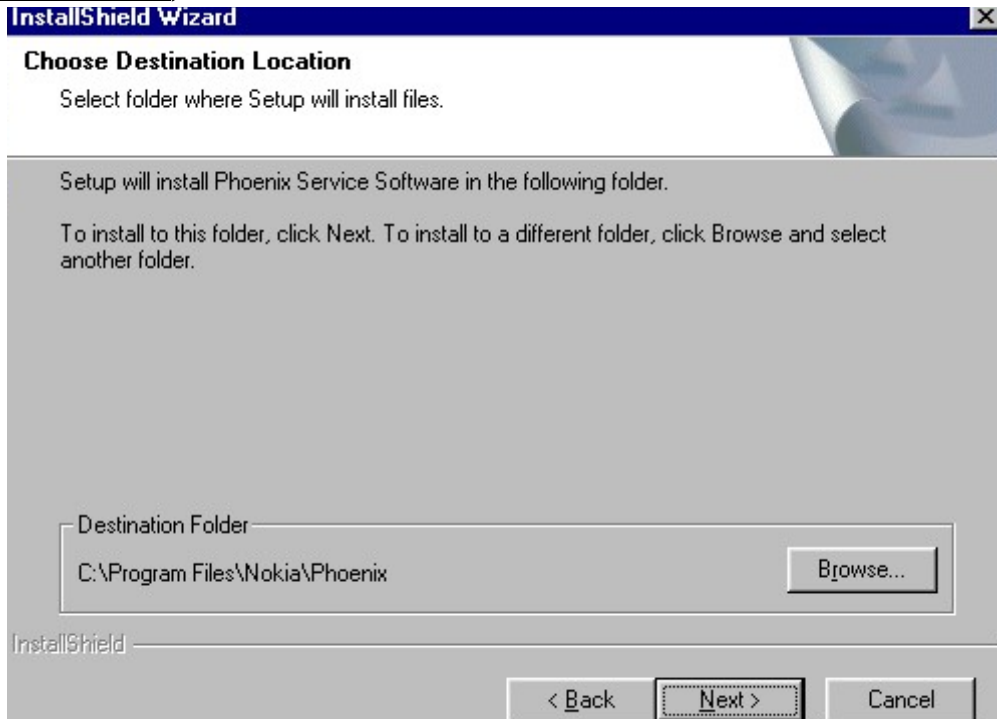 InstallShield Wizard
Choose Destination Location
Select folder where Setup will install files.
Setup will install Phoenix Service Software in the following folder.
To install to this folder, click Next. To install to a different folder, click Browse and select
another folder.
Destination Folder
C:\Program Files\Nokia\Phoenix
Browse...
InstallShield
< Back
Next >
Cancel